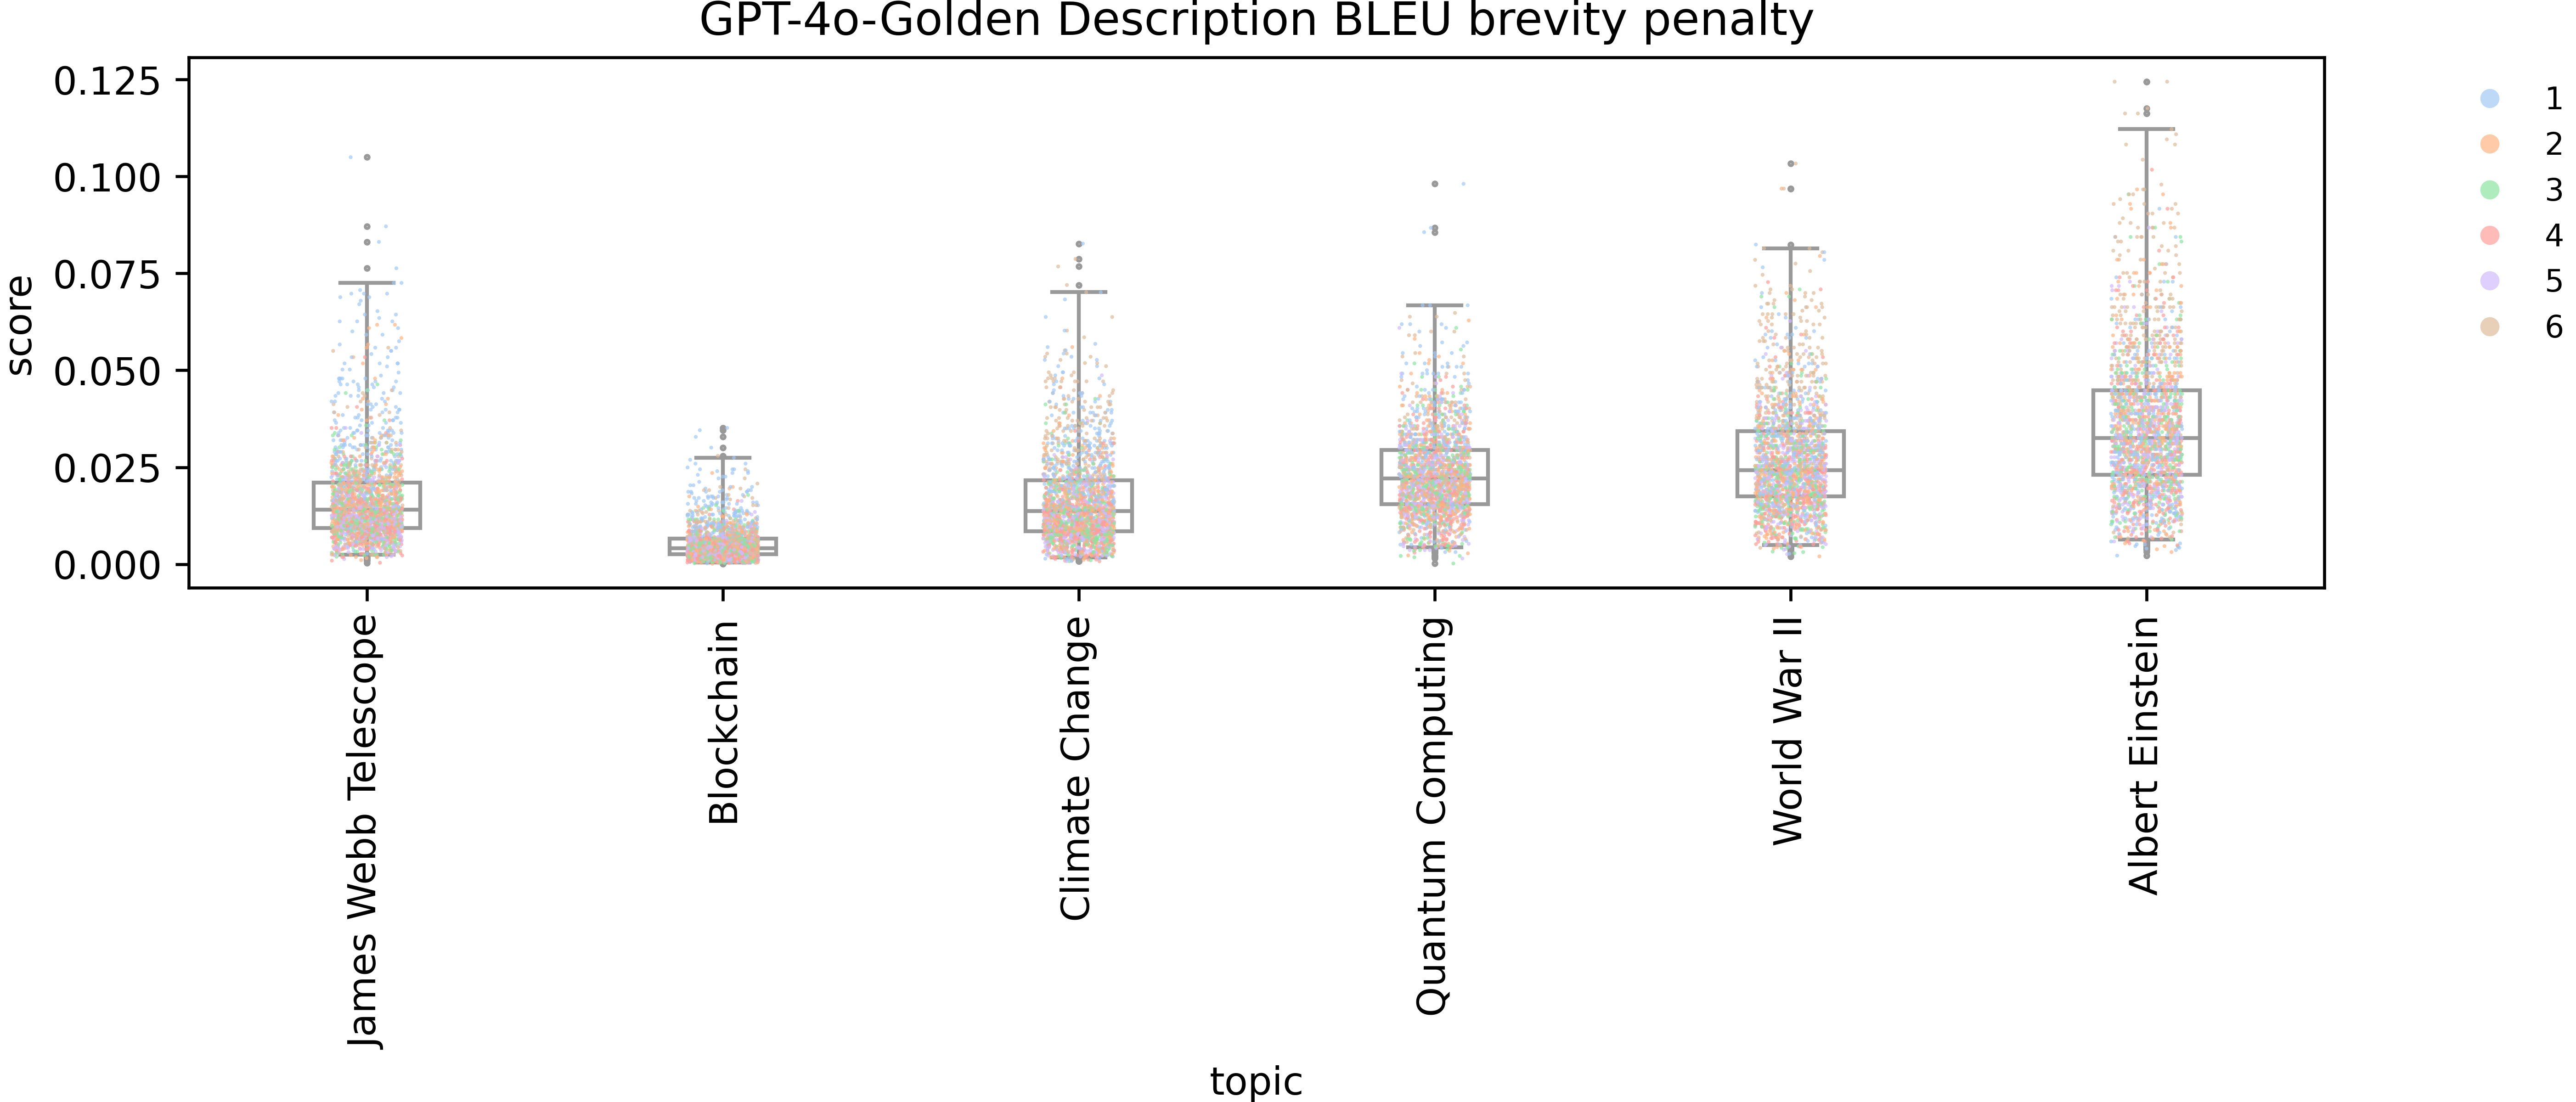 GPT-4o-Golden Description BLEU brevity penalty
0.125
0.100
0.075
0.050
0.025
0.000
score
1
2
3
4
5
6
James Webb Telescope
Blockchain
Climate Change
Quantum Computing
World War II
Albert Einstein
topic